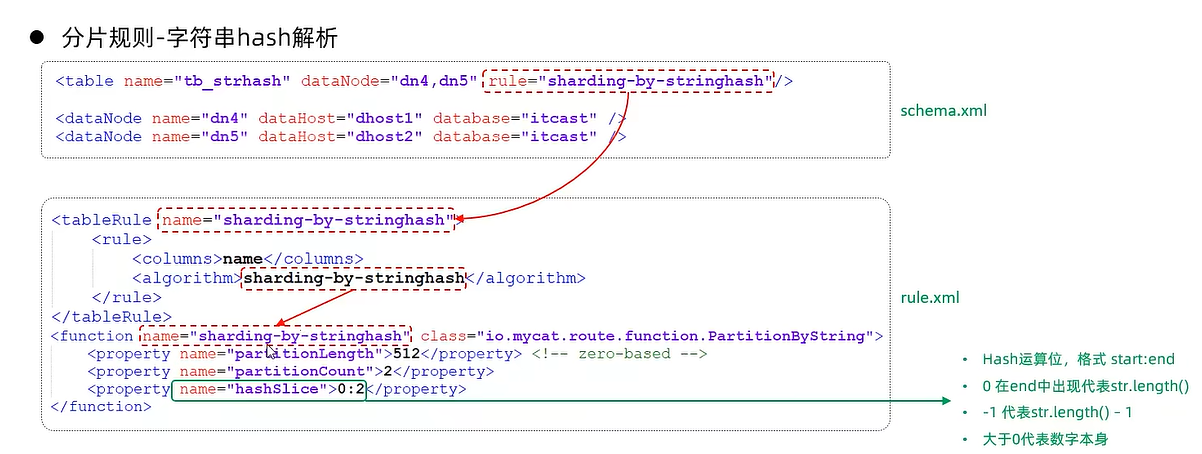 ● 分片规则-字符串hash解析
<table name="tb_strhash" dataNode="dn4,dn5" rule="sharding-by-stringhash"/>
<dataNode name="dn4" dataHost="dhost1" database="itcast" />
<dataNode name="dn5" dataHost="dhost2" database="itcast" />
schema.xml
<tableRule name="sharding-by-stringhash">
<rule>
<columns>name</columns>
<algorithm>sharding-by-stringhash</algorithm>
</rule>
</tableRule>
<function name="sharding-by-stringhash" class="io.mycat.route.function.PartitionByString">
<property name="partitionLength">512</property> <!-- zero-based -->
<property name="partitionCount">2</property>
<property name="hashSlice">0:2</property>
</function>
rule.xml
• Hash运算位，格式 start:end
• 0 在end中出现代表str.length()
• -1 代表str.length() – 1
• 大于0代表数字本身